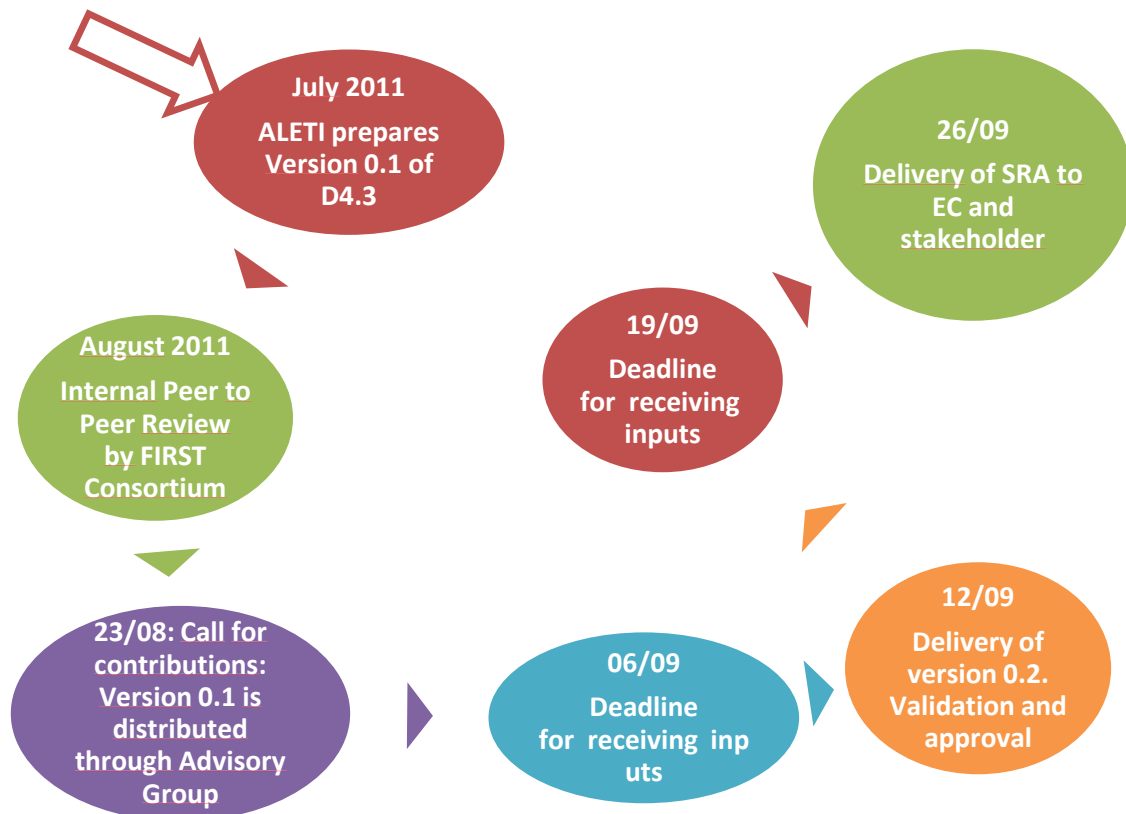 July 2011
ALETI prepares
Version 0.1 of
D4.3
August 2011
Internal Peer to
Peer Review
by FIRST
Consortium
23/08: Call for
contributions:
Version 0.1 is
distributed
through Advisory
Group
06/09
Deadline
for receiving inp
uts
12/09
Delivery of
version 0.2.
Validation and
approval
19/09
Deadline
for receiving
inputs
26/09
Delivery of SRA to
EC and
stakeholder